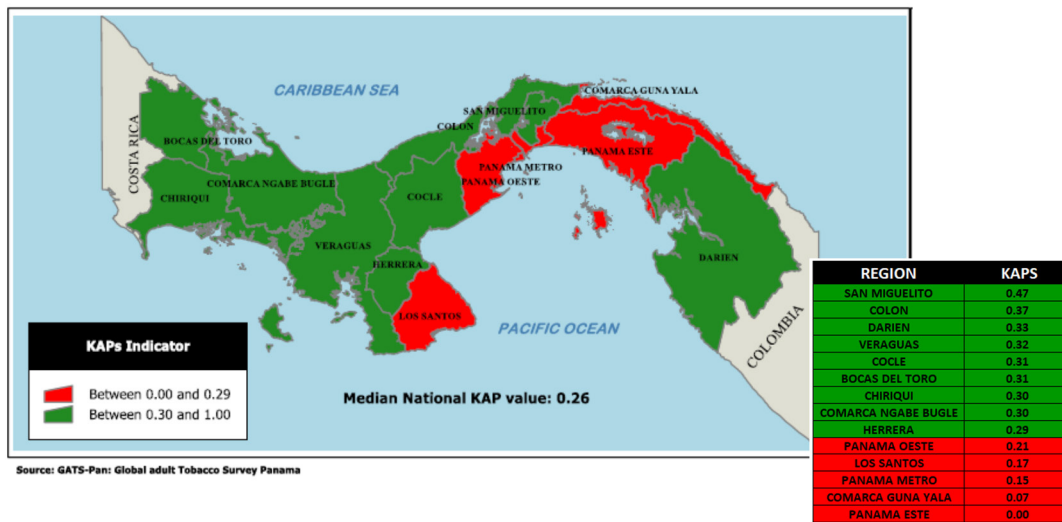 CARIBBEAN SEA
COMARCA GUNA YALA
SAN MIGUELITO
COLON
COSTA RICA
BOCAS DEL TORO
PANAMA ESTE
PANAMA METRO
COMARCA NGABE BUGLE
PANAMA OESTE
CHIRIQUI
COCLE
VERAGUAS
DARIEN
HERRERA
LOS SANTOS
PACIFIC OCEAN
COLOMBIA
KAPs Indicator
Between 0.00 and 0.29
Between 0.30 and 1.00
Median National KAP value: 0.26
Source: GATS-Pan: Global adult Tobacco Survey Panama
REGION KAPS
SAN MIGUELITO 0.47
COLON 0.37
DARIEN 0.33
VERAGUAS 0.32
COCLE 0.31
BOCAS DEL TORO 0.31
CHIRIQUI 0.30
COMARCA NGABE BUGLE 0.30
HERRERA 0.29
PANAMA OESTE 0.21
LOS SANTOS 0.17
PANAMA METRO 0.15
COMARCA GUNA YALA 0.07
PANAMA ESTE 0.00